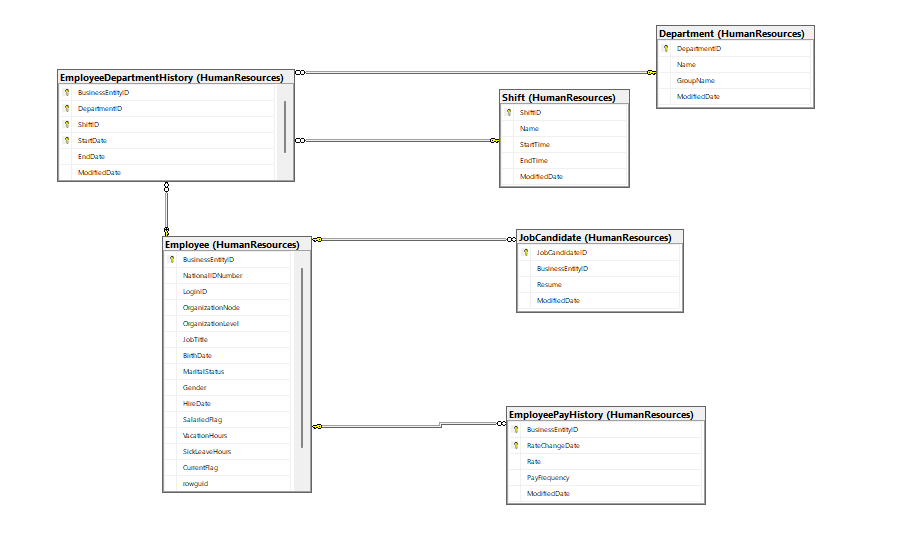 Department (HumanResources)
DepartmentID
Name
GroupName
ModifiedDate
EmployeeDepartmentHistory (HumanResources)
BusinessEntityID
DepartmentID
ShiftID
StartDate
EndDate
ModifiedDate
Shift (HumanResources)
ShiftID
Name
StartTime
EndTime
ModifiedDate
Employee (HumanResources)
BusinessEntityID
NationalIDNumber
LoginID
OrganizationNode
OrganizationLevel
JobTitle
BirthDate
MaritalStatus
Gender
HireDate
SalariedFlag
VacationHours
SickLeaveHours
CurrentFlag
rowguid
JobCandidate (HumanResources)
JobCandidateID
BusinessEntityID
Resume
ModifiedDate
EmployeePayHistory (HumanResources)
BusinessEntityID
RateChangeDate
Rate
PayFrequency
ModifiedDate